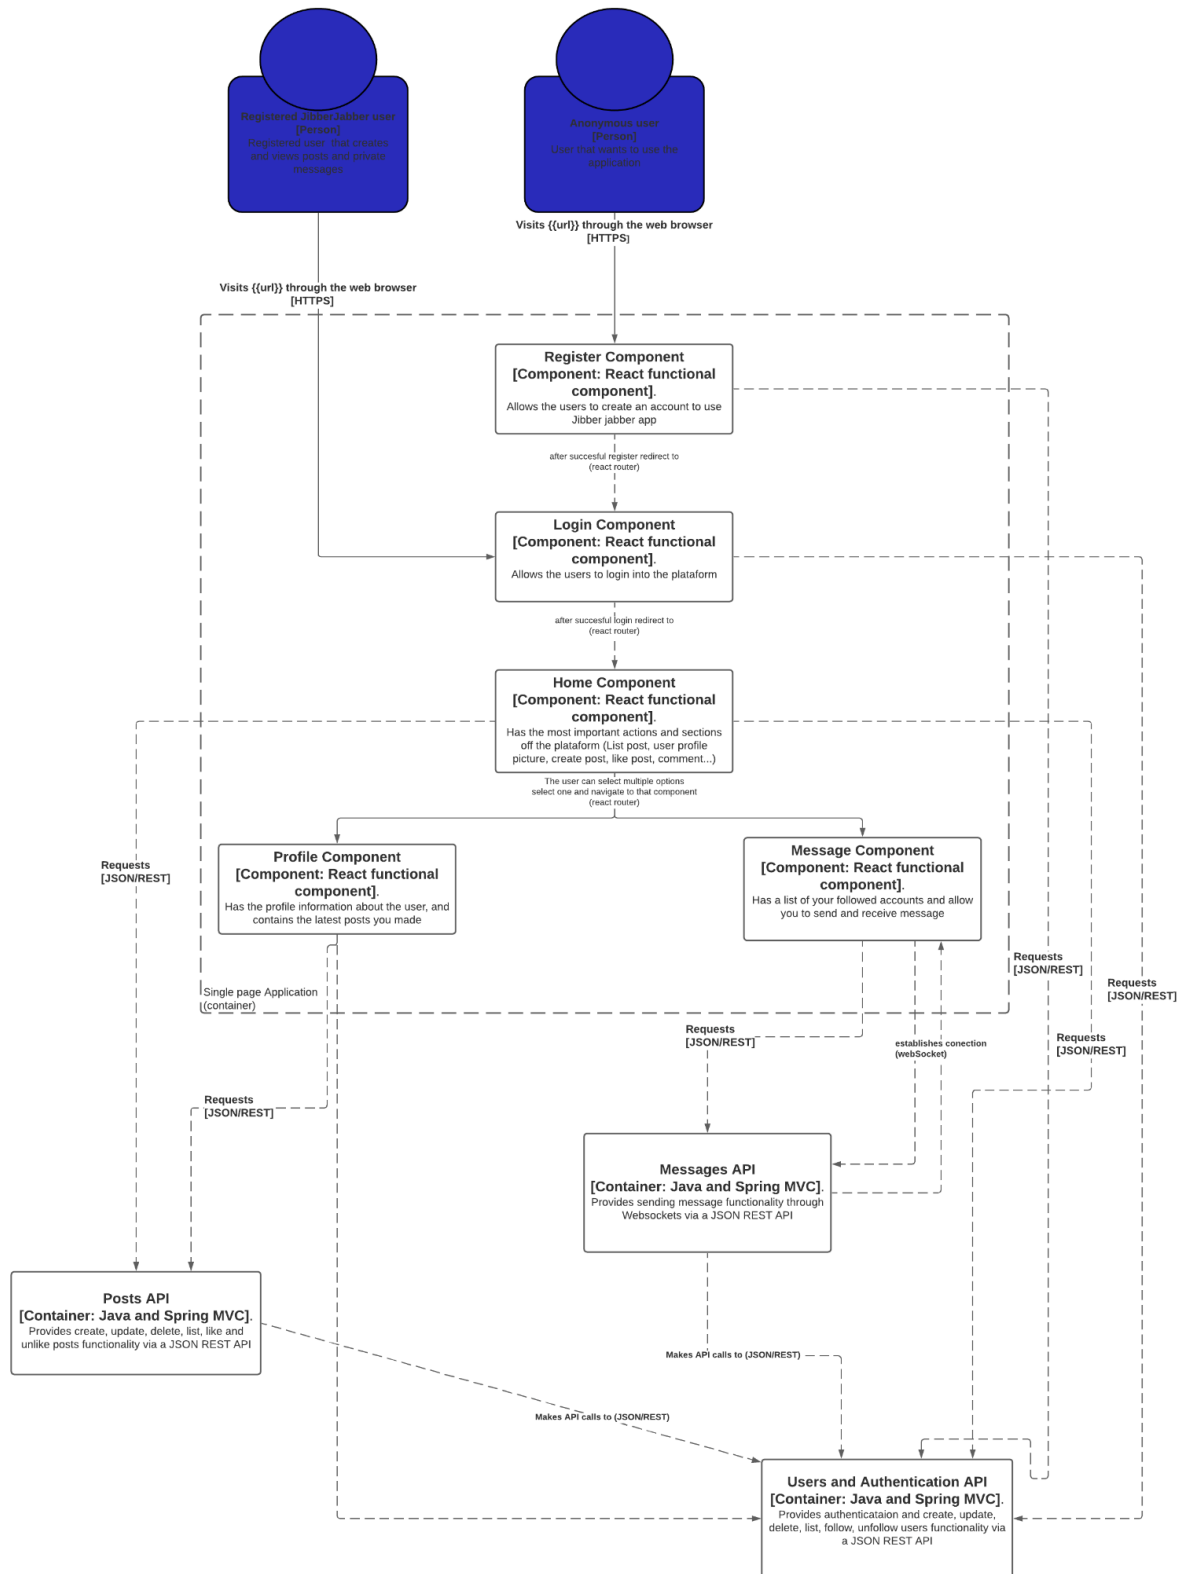 Registered JibberJabber user
[Person]
Registered user that creates
and views posts and private
messages.
Anonymous user
[Person]
User that wants to use the
application
Visits {{url}} through the web browser
[HTTPS]
Visits {{url}} through the web browser
[HTTPS]
Register Component
[Component: React functional
component].
Allows the users to create an account to use
Jibber jabber app
after succesful register redirect to
(react router)
Login Component
[Component: React functional
component].
Allows the users to login into the plataform
after succesful login redirect to
(react router)
Home Component
[Component: React functional
component].
Has the most important actions and sections
off the plataform (List post, user profile
picture, create post, like post, comment...)
The user can select multiple options
select one and navigate to that component
(react router)
Requests
[JSON/REST]
Profile Component
[Component: React functional
component].
Has the profile information about the user, and
contains the latest posts you made
Message Component
[Component: React functional
component].
Has a list of your followed accounts and allow
you to send and receive message
Requests
[JSON/REST]
Requests
[JSON/REST]
Single page Application
(container)
Requests
[JSON/REST]
establishes conection
(webSocket)
Requests
[JSON/REST]
Requests
[JSON/REST]
Messages API
[Container: Java and Spring MVC].
Provides sending message functionality through
Websockets via a JSON REST API
Posts API
[Container: Java and Spring MVC].
Provides create, update, delete, list, like and
unlike posts functionality via a JSON REST API
Makes API calls to (JSON/REST)
Makes API calls to (JSON/REST)
Users and Authentication API
[Container: Java and Spring MVC].
Provides authenticataion and create, update,
delete, list, follow, unfollow users functionality via
a JSON REST API